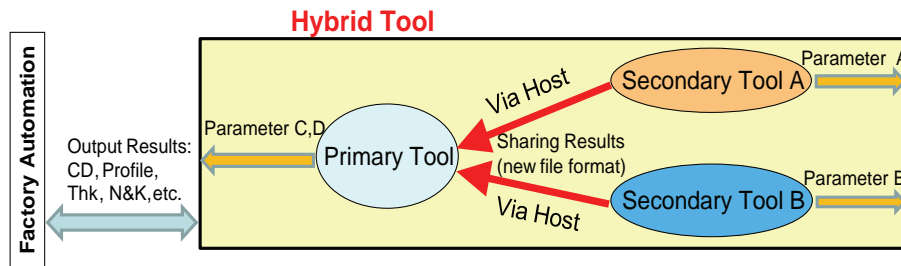 Hybrid Tool
Factory Automation
Output Results:
CD, Profile,
Thk, N&K, etc.
Parameter C,D
Primary Tool
Via Host
Sharing Results
(new file format)
Via Host
Secondary Tool A
Parameter A
Secondary Tool B
Parameter B